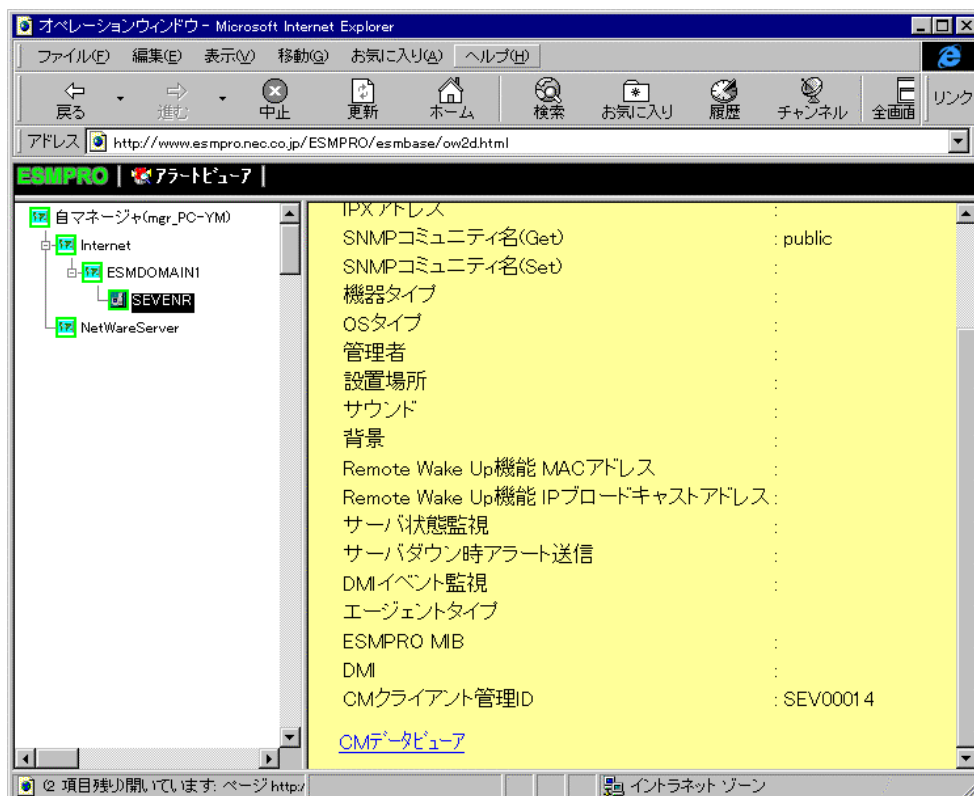 オペレーションウィンドウ - Microsoft Internet Explorer
ファイル(F) 編集(E) 表示(V) 移動(G) お気に入り(A) ヘルプ(H)
戻る 進む 中止 更新 ホーム 検索 お気に入り 履歴 チャンネル 全画面 リンク
アドレス http://www.esmpro.nec.co.jp/ESMPRO/esmbase/ow2d.html
ESMPRO | アラートビューア |
自マネージャ(mgr_PC-YM)
Internet
ESMDOMAIN1
SEVENR
NetWareServer
IPXアドレス :
SNMPコミュニティ名(Get) : public
SNMPコミュニティ名(Set) :
機器タイプ :
OSタイプ :
管理者 :
設置場所 :
サウンド :
背景 :
Remote Wake Up機能 MACアドレス :
Remote Wake Up機能 IPブロードキャストアドレス :
サーバ状態監視 :
サーバダウン時アラート送信 :
DMIイベント監視 :
エージェントタイプ
ESMPRO MIB :
DMI :
CMクライアント管理ID : SEV00014
CMデータビューア
(2 項目残り)開いています: ページ http:/ イントラネット ゾーン